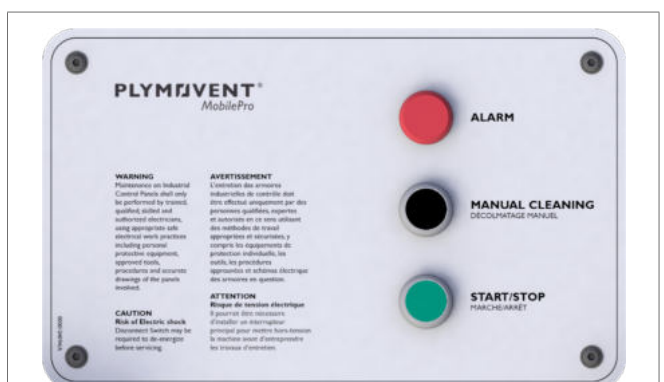 PLYMOVENT®
MobilePro
ALARM
MANUAL CLEANING
DÉCOLMATAGE MANUEL
START/STOP
MARCHE/ARRÊT
WARNING
Maintenance on Industrial
Control Panels shall only
be performed by trained,
qualified, skilled and
authorized electricians,
using appropriate safe
electrical work practices
including personal
protective equipment,
approved tools,
procedures and accurate
drawings of the panels
involved.
CAUTION
Risk of Electric shock
Disconnect Switch may be
required to de-energize
before servicing.
AVERTISSEMENT
L'entretien des armoires
industrielles de contrôle doit
être effectué uniquement par des
personnes qualifiées, expertes
et autorisés en ce sens utilisant
des méthodes de travail
appropriées et sécurisées, y
compris les équipements de
protection individuelle, les
outils, les procédures
approuvées et schémas électrique
des armoires en question.
ATTENTION
Risque de tension électrique
Il pourrait être nécessaire
d'installer un interrupteur
principal pour mettre hors-tension
la machine avant d'entreprendre
les travaux d'entretien.